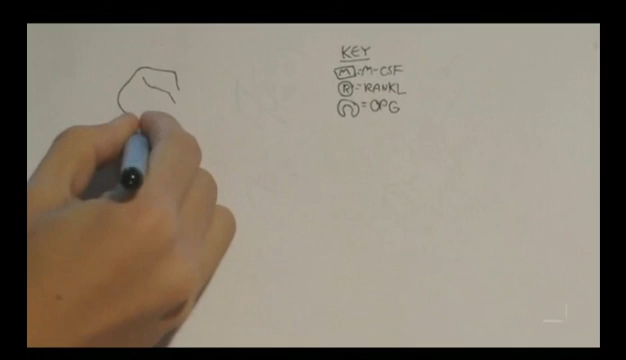 KEY
M = M-CSF
R = RANKL
= OPG